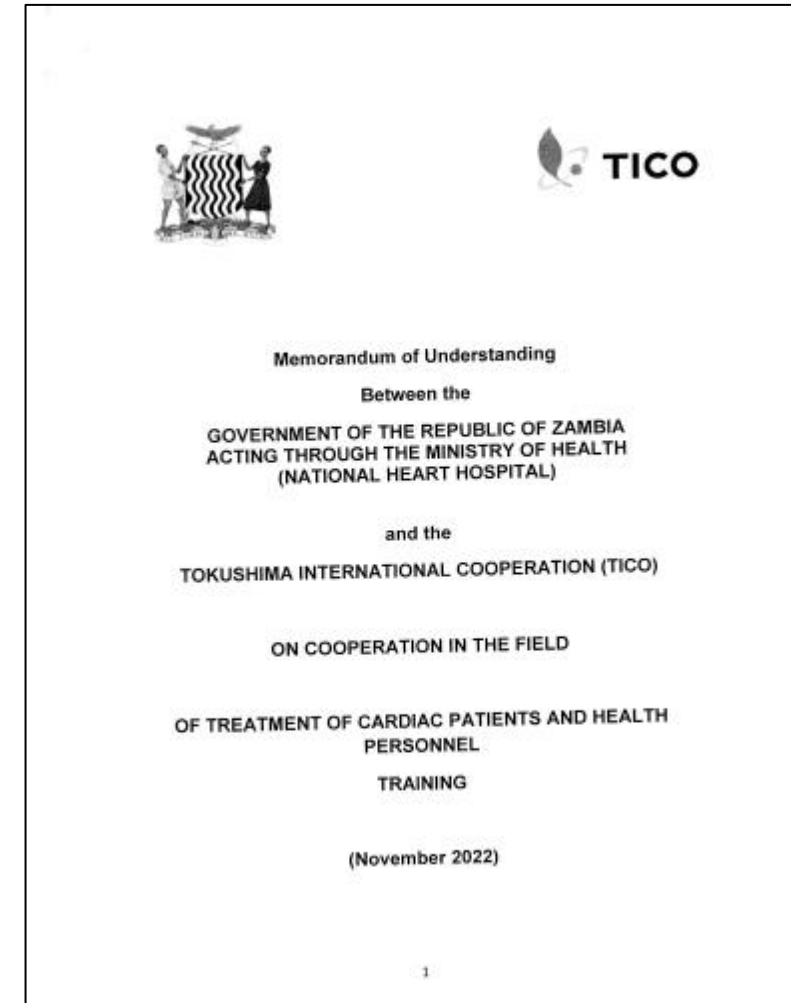 TICO
Memorandum of Understanding
Between the
GOVERNMENT OF THE REPUBLIC OF ZAMBIA
ACTING THROUGH THE MINISTRY OF HEALTH
(NATIONAL HEART HOSPITAL)
and the
TOKUSHIMA INTERNATIONAL COOPERATION (TICO)
ON COOPERATION IN THE FIELD
OF TREATMENT OF CARDIAC PATIENTS AND HEALTH
PERSONNEL
TRAINING
(November 2022)
1